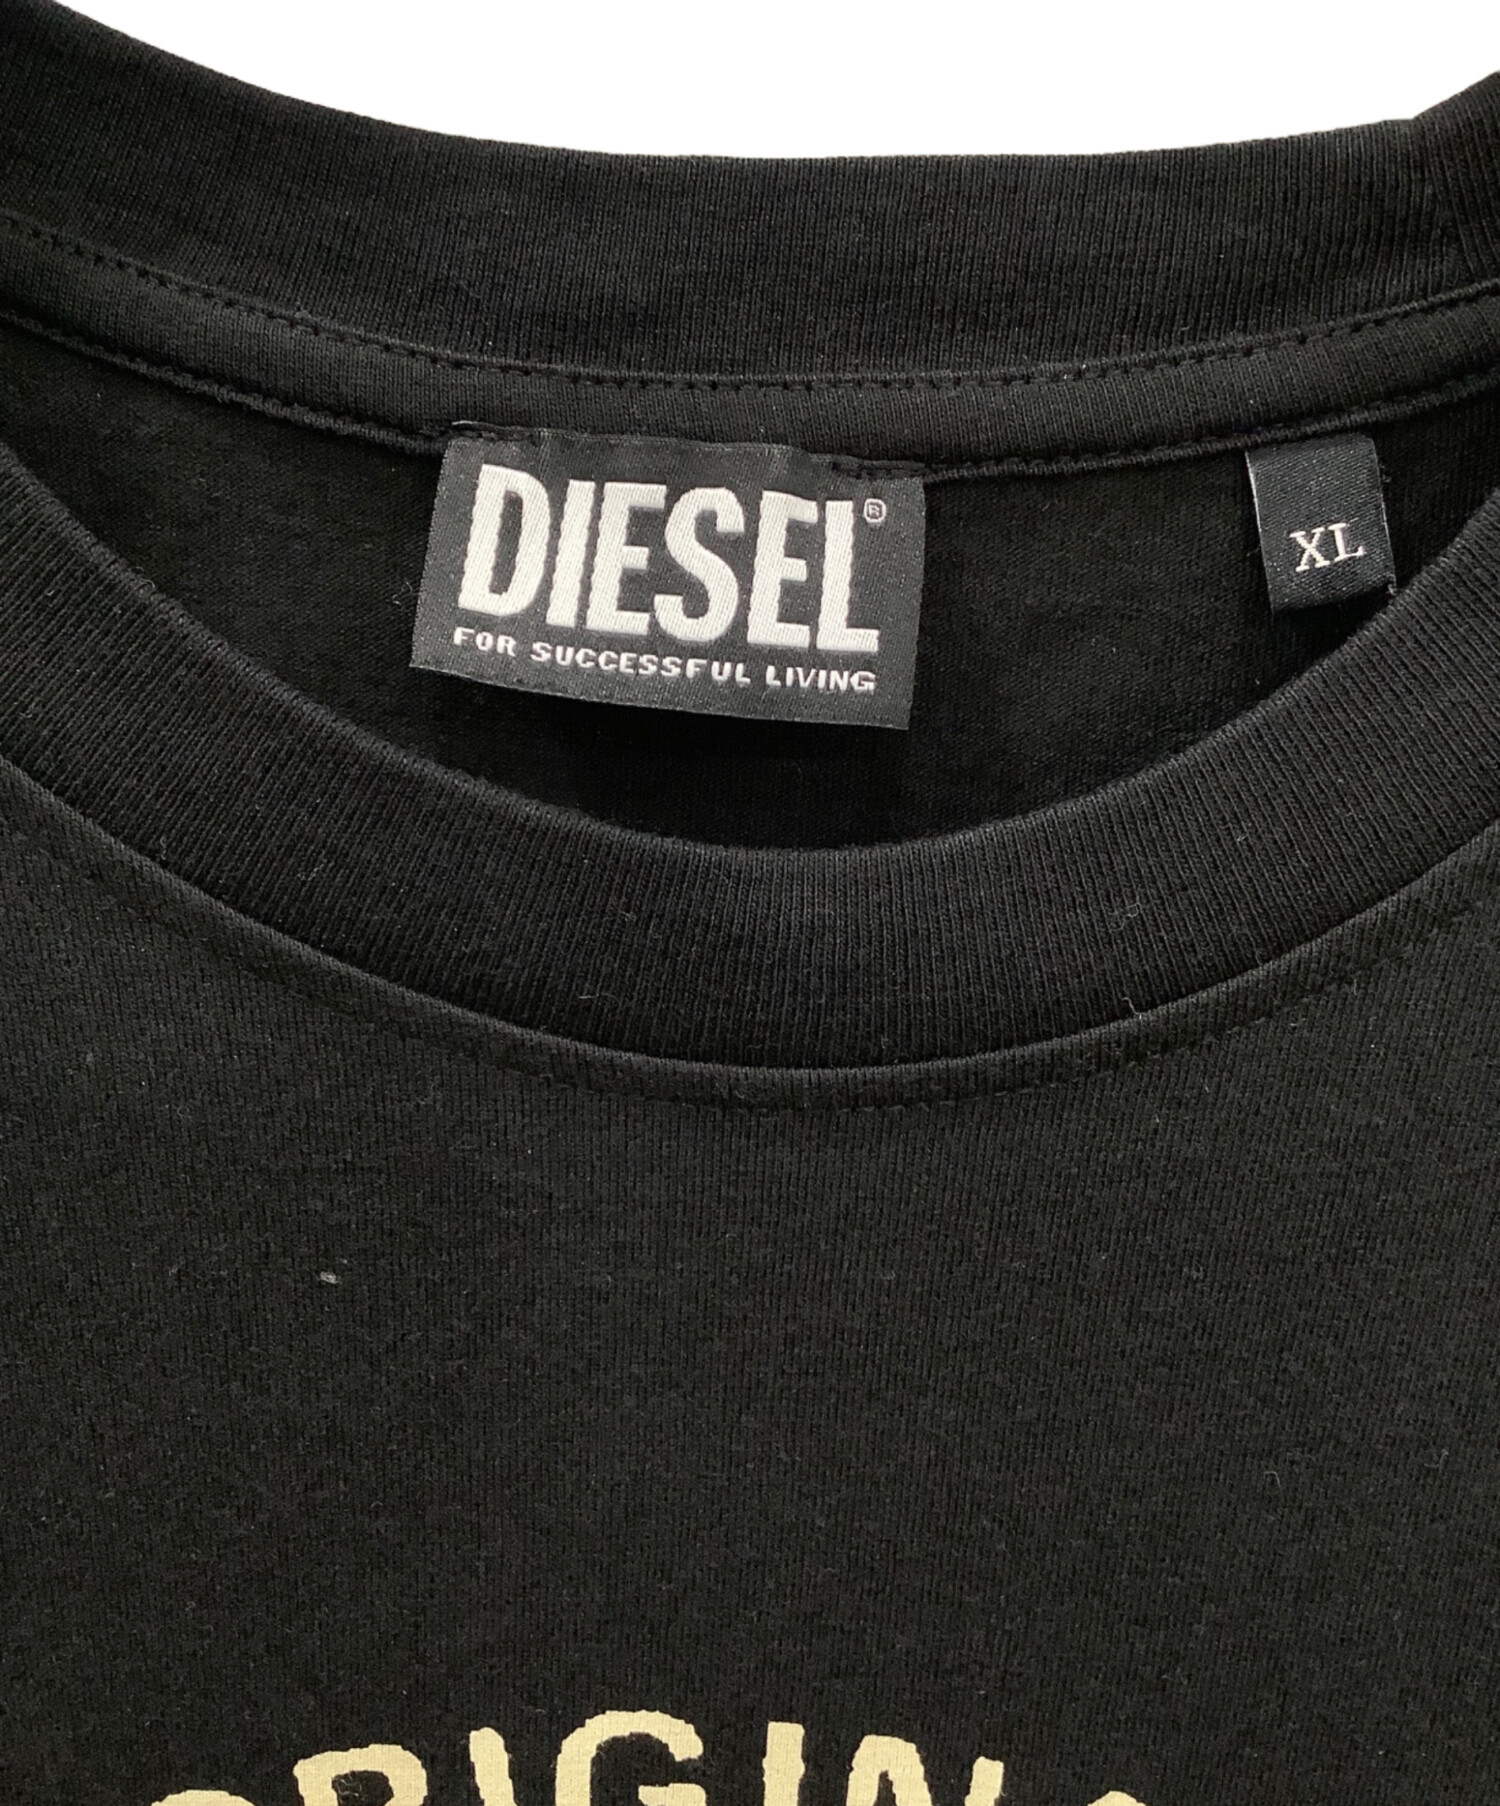 DIESEL®
FOR SUCCESSFUL LIVING
XL